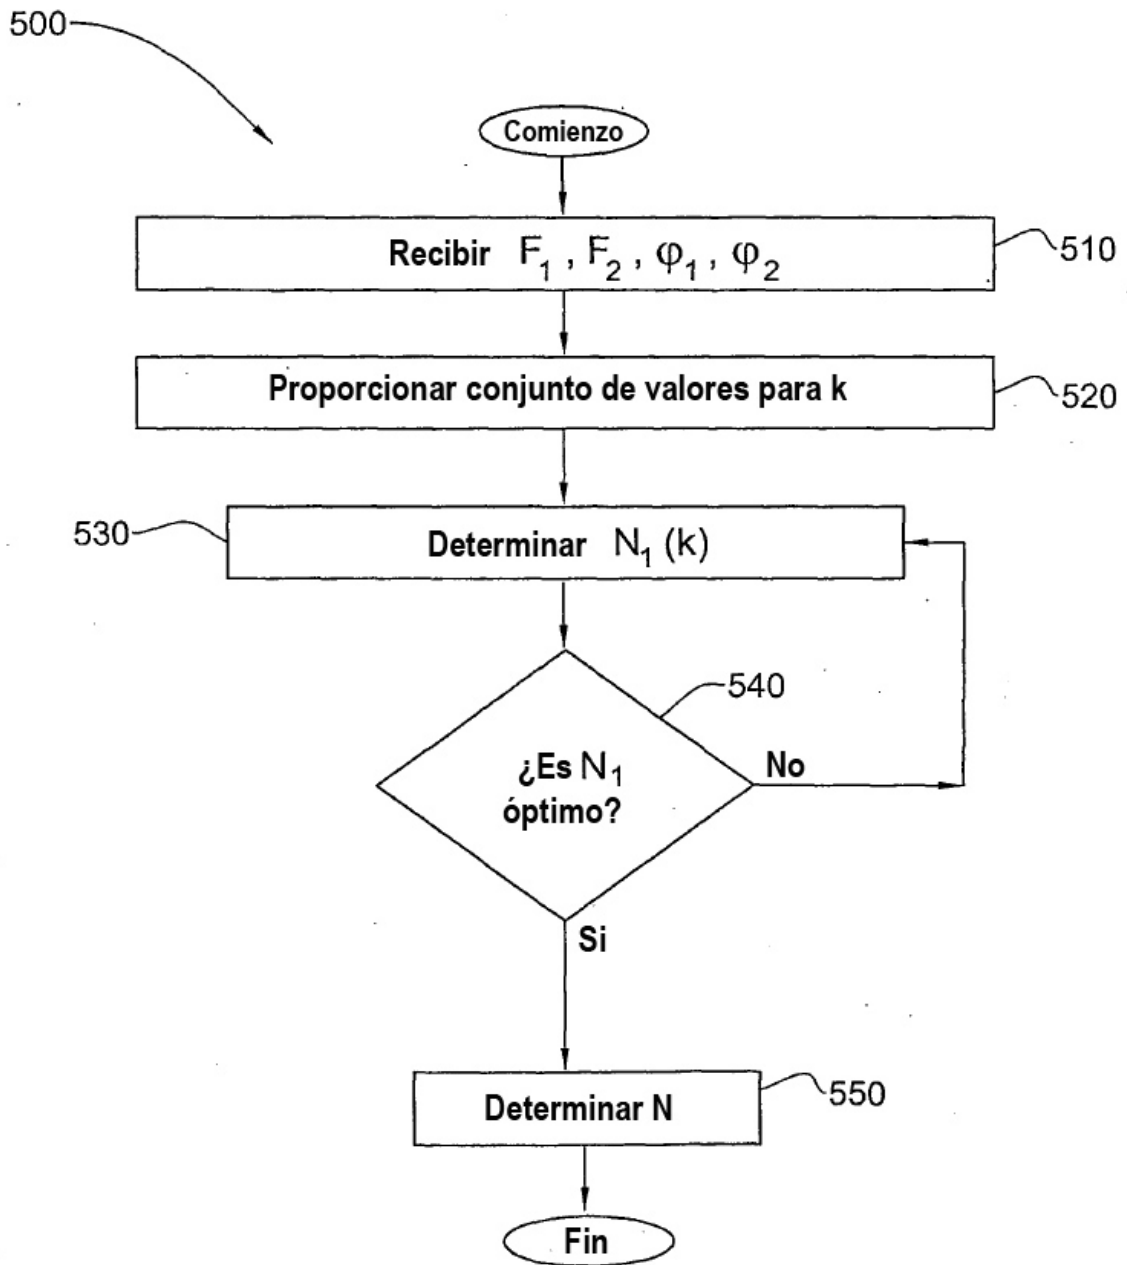 500
Comienzo
Recibir F₁ , F₂ , φ₁ , φ₂
510
Proporcionar conjunto de valores para k
520
530
Determinar N₁ (k)
540
¿Es N₁
óptimo?
No
Si
Determinar N
550
Fin